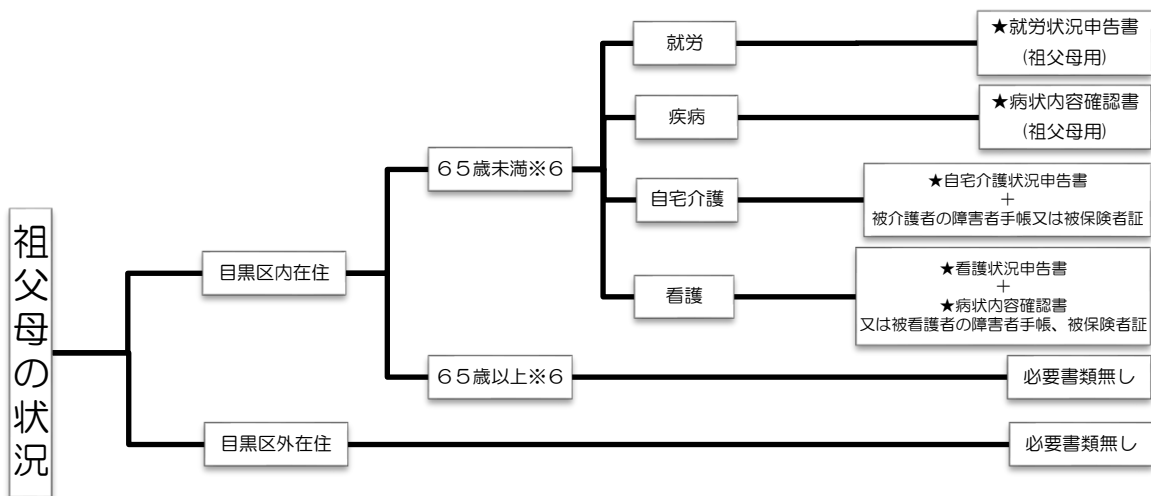 祖父母の状況
目黒区内在住
65歳未満※6
就労
★就労状況申告書
(祖父母用)
疾病
★病状内容確認書
(祖父母用)
自宅介護
★自宅介護状況申告書
+
被介護者の障害者手帳又は被保険者証
看護
★看護状況申告書
+
★病状内容確認書
又は被看護者の障害者手帳、被保険者証
65歳以上※6
必要書類無し
目黒区外在住
必要書類無し